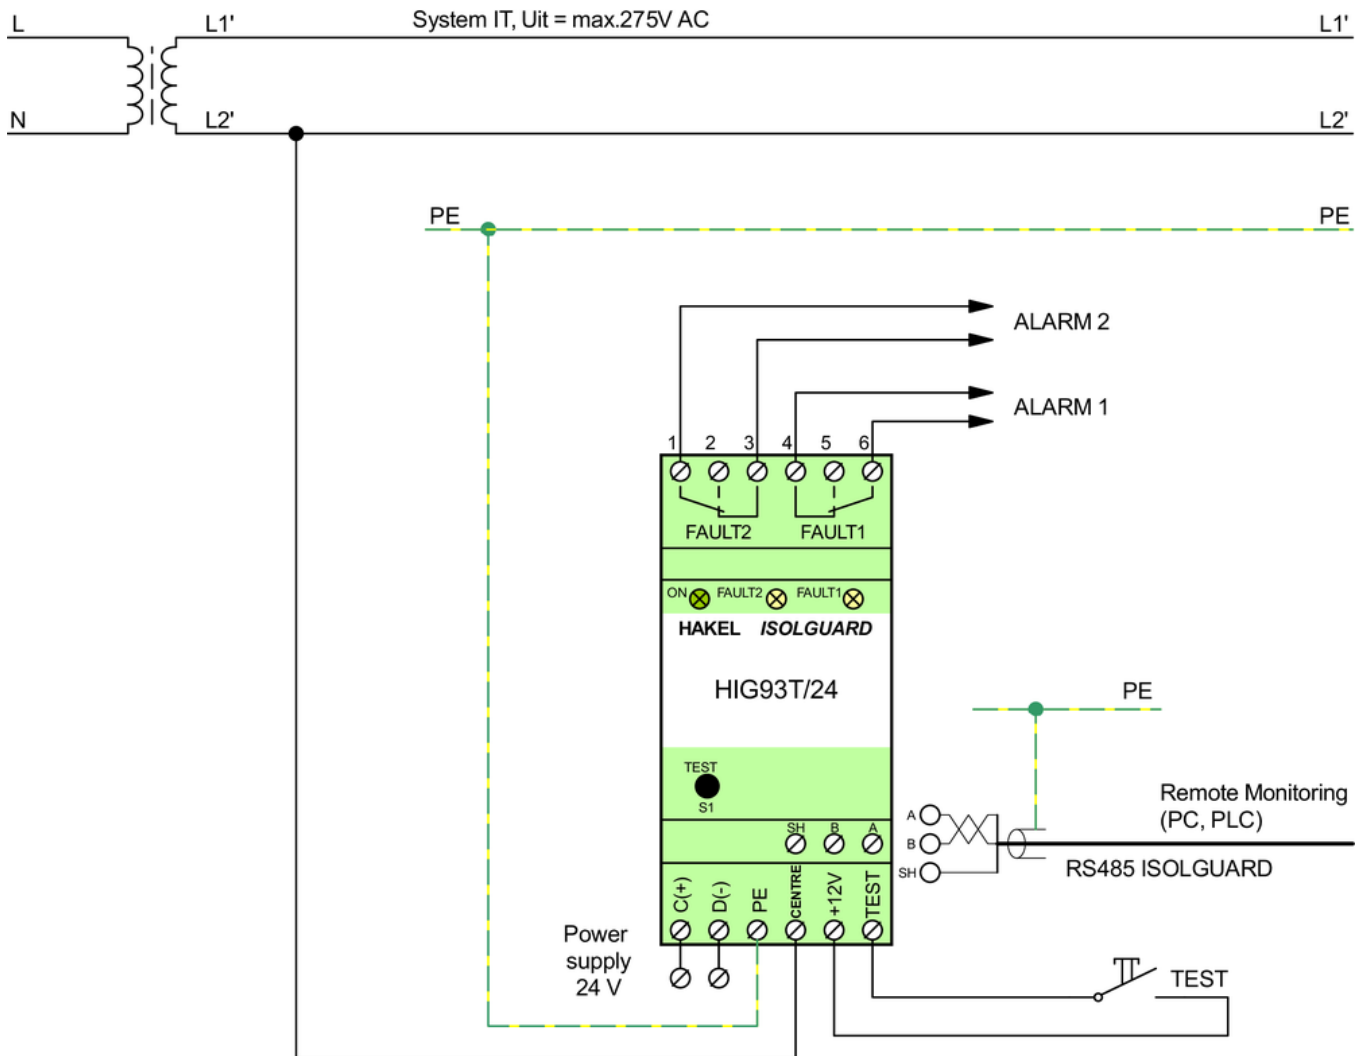 L L1' System IT, Uit = max.275V AC L1'
N L2' L2'
PE PE
ALARM 2
ALARM 1
1 2 3 4 5 6
FAULT2 FAULT1
ON FAULT2 FAULT1
HAKEL ISOLGUARD
HIG93T/24
PE
TEST
S1
Remote Monitoring
(PC, PLC)
RS485 ISOLGUARD
SH B A
A
B
SH
C(+) D(-) PE CENTRE +12V TEST
Power
supply
24 V
TEST